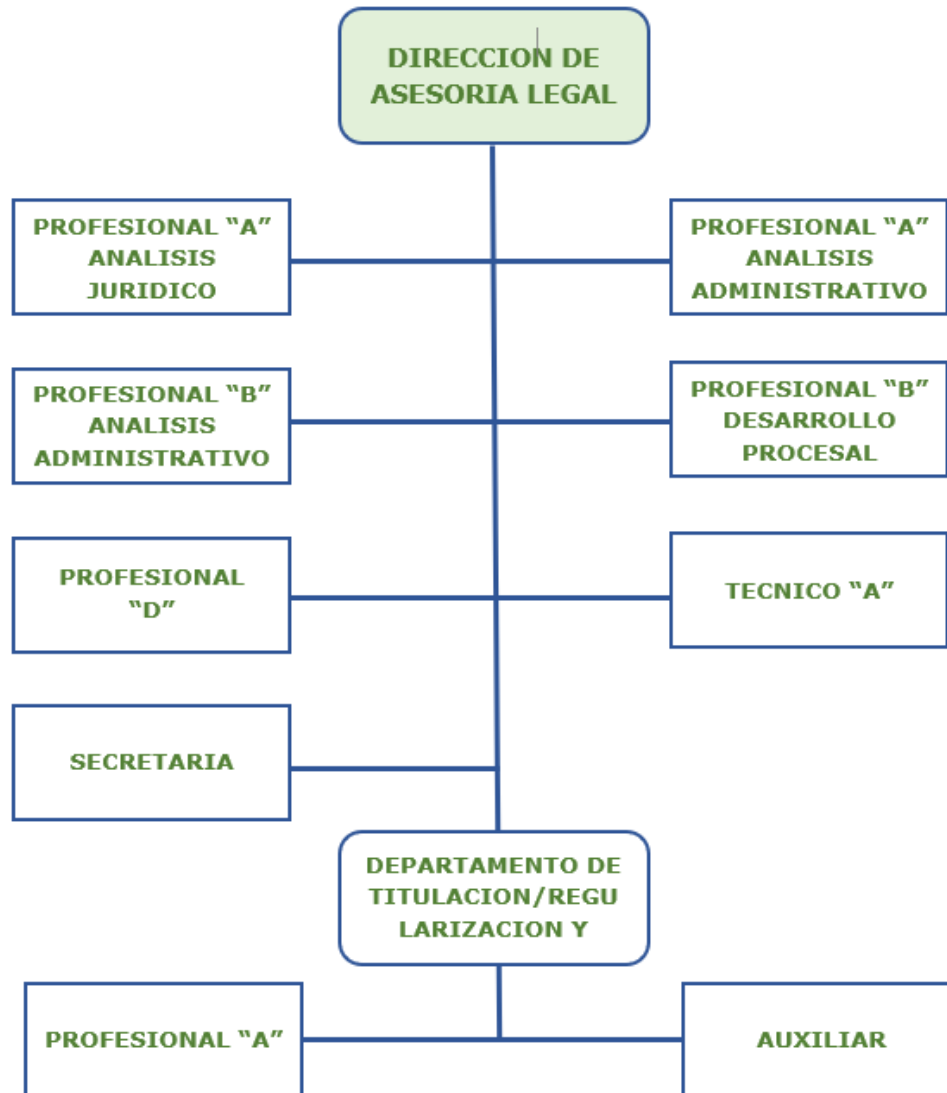 DIRECCION DE
ASESORIA LEGAL
PROFESIONAL “A”
ANALISIS
JURIDICO
PROFESIONAL “A”
ANALISIS
ADMINISTRATIVO
PROFESIONAL “B”
ANALISIS
ADMINISTRATIVO
PROFESIONAL “B”
DESARROLLO
PROCESAL
PROFESIONAL
“D”
TECNICO “A”
SECRETARIA
DEPARTAMENTO DE
TITULACION/REGU
LARIZACION Y
PROFESIONAL “A”
AUXILIAR